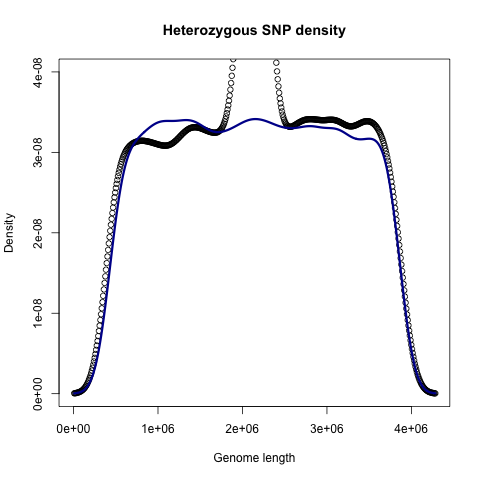 Heterozygous SNP density
Density
4e-08
3e-08
2e-08
1e-08
0e+00
0e+00 1e+06 2e+06 3e+06 4e+06
Genome length